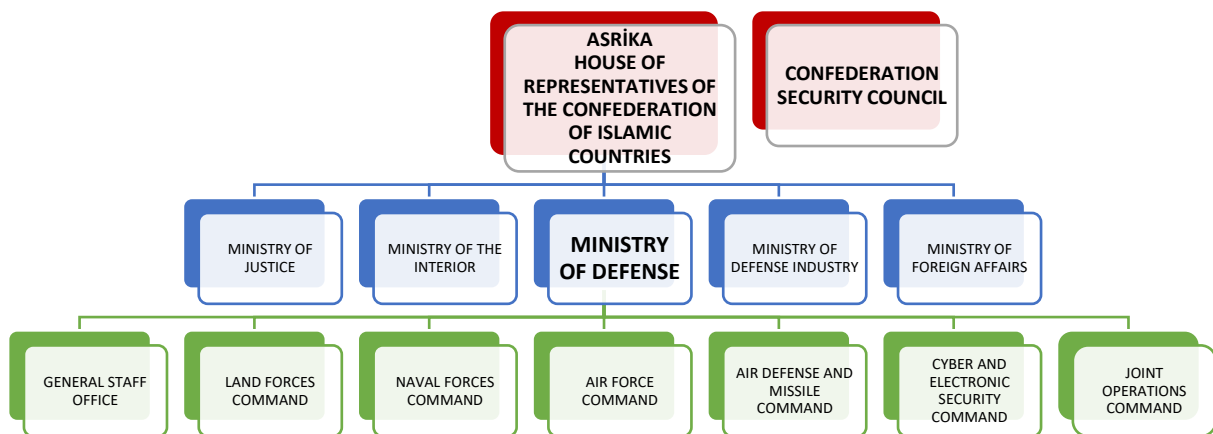 ASRİKA
HOUSE OF
REPRESENTATIVES OF
THE CONFEDERATION
OF ISLAMIC
COUNTRIES
CONFEDERATION
SECURITY COUNCIL
MINISTRY OF
JUSTICE
MINISTRY OF THE
INTERIOR
MINISTRY
OF DEFENSE
MINISTRY OF
DEFENSE INDUSTRY
MINISTRY OF
FOREIGN AFFAIRS
GENERAL STAFF
OFFICE
LAND FORCES
COMMAND
NAVAL FORCES
COMMAND
AIR FORCE
COMMAND
AIR DEFENSE AND
MISSILE
COMMAND
CYBER AND
ELECTRONIC
SECURITY
COMMAND
JOINT
OPERATIONS
COMMAND